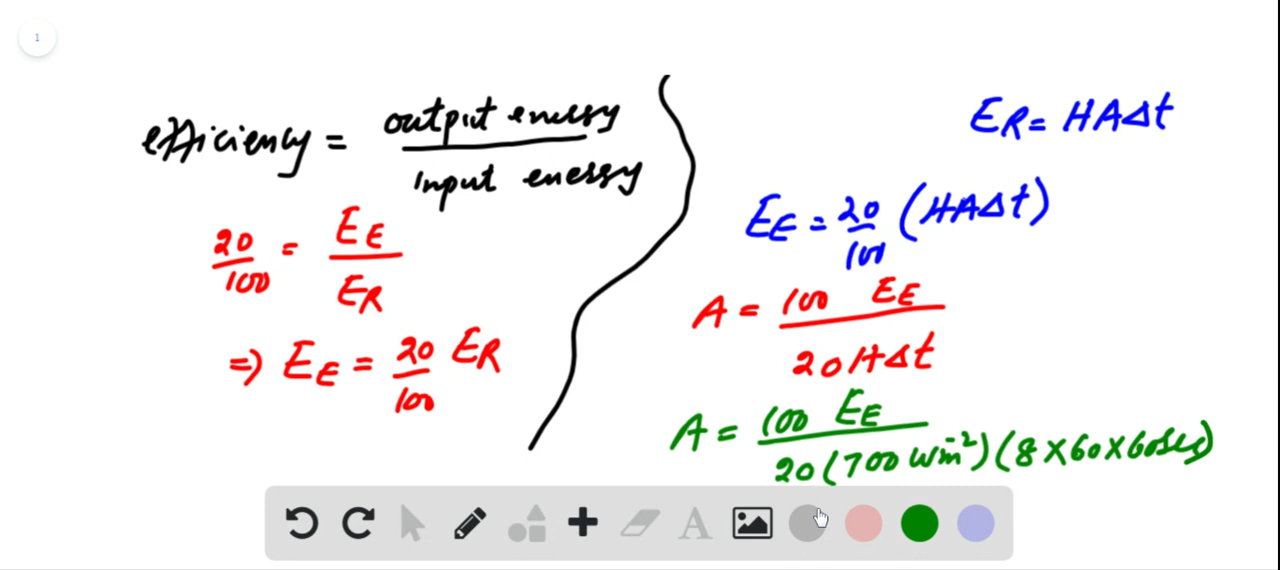 1
efficiency = output energy / input energy
20/100 = E_E / E_R
=> E_E = 20/100 E_R
E_R = HAΔt
E_E = 20/100 (HAΔt)
A = 100 E_E / 20HΔt
A = 100 E_E / 20(700 Wm⁻²)(8×60×60sec)
A